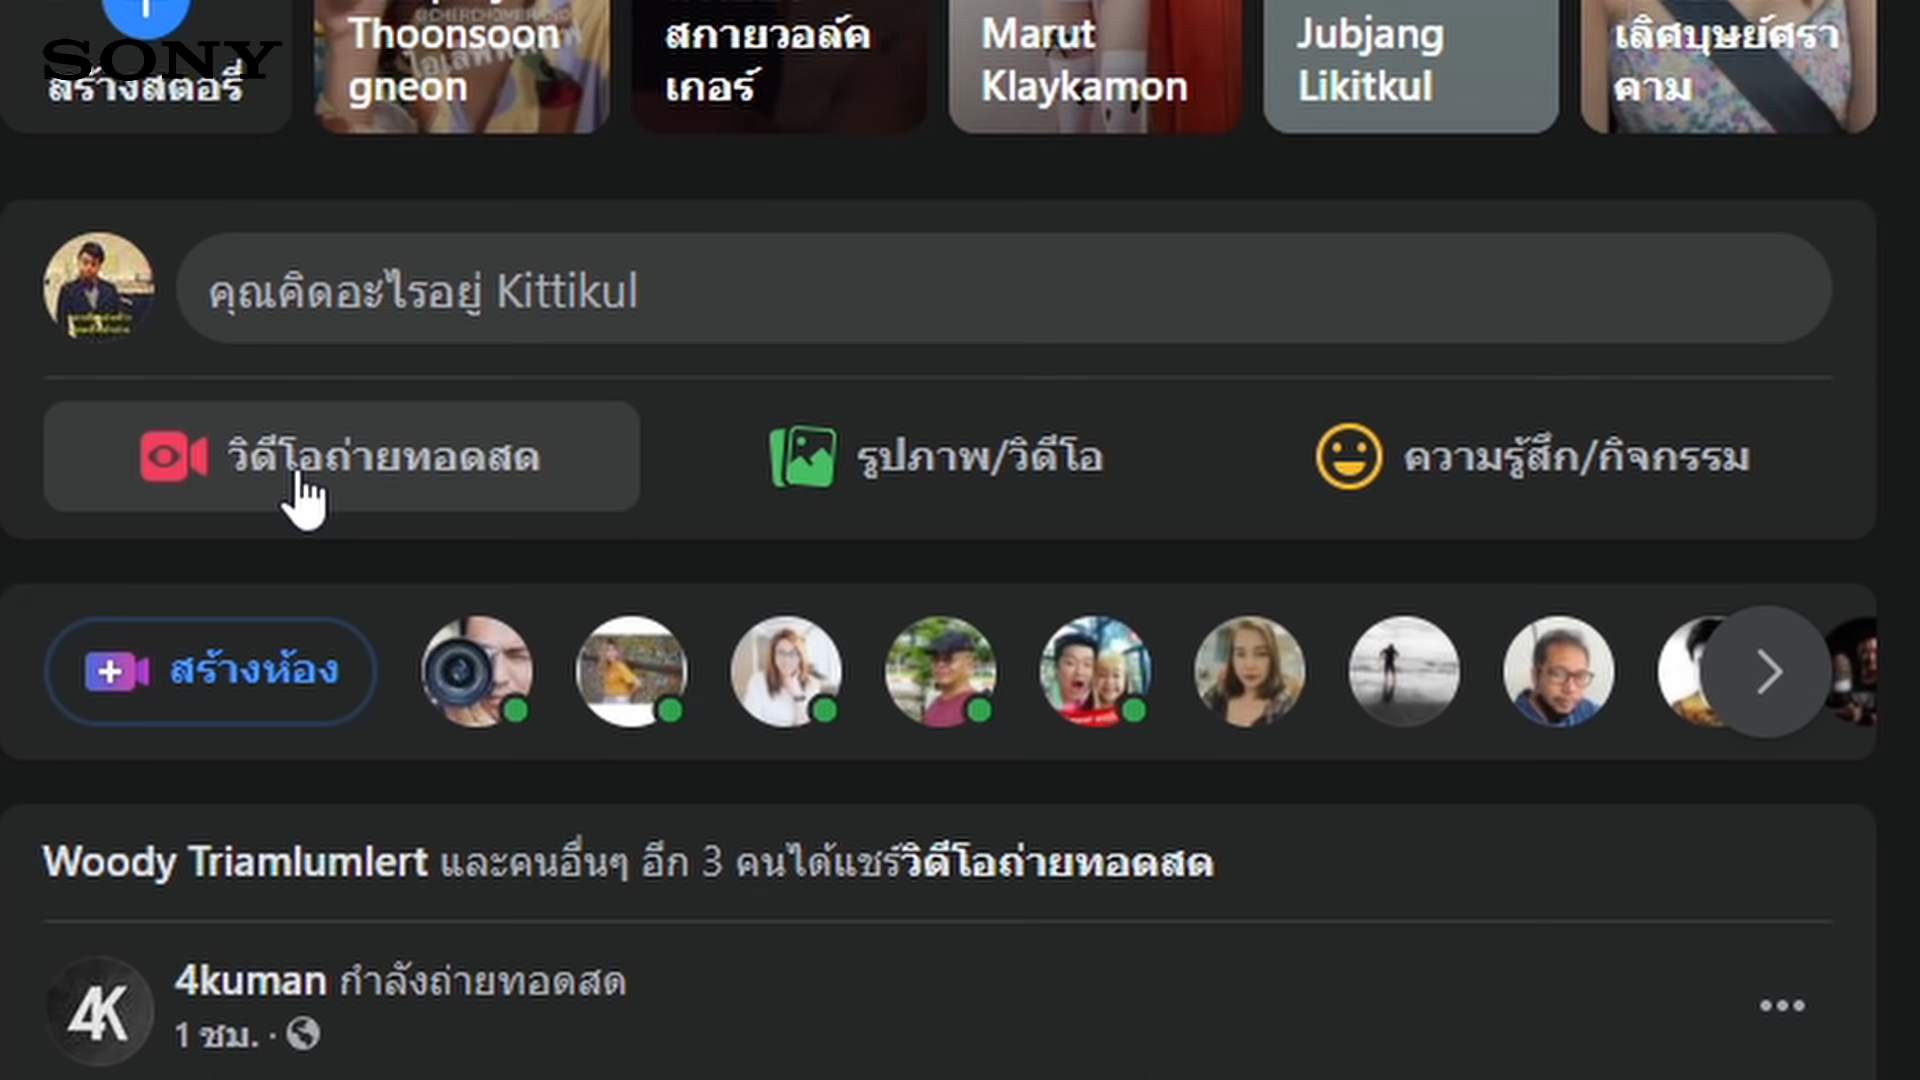 SONY
สร้างสตอรี่
Thoonsoon
gneon
สกายวอล์ค
เกอร์
Marut
Klaykamon
Jubjang
Likitkul
เลิศบุษย์ศรา
คาม
คุณคิดอะไรอยู่ Kittikul
วิดีโอถ่ายทอดสด
รูปภาพ/วิดีโอ
ความรู้สึก/กิจกรรม
สร้างห้อง
Woody Triamlumlert และคนอื่นๆ อีก 3 คนได้แชร์วิดีโอถ่ายทอดสด
4K
4kuman กำลังถ่ายทอดสด
1 ชม. ·